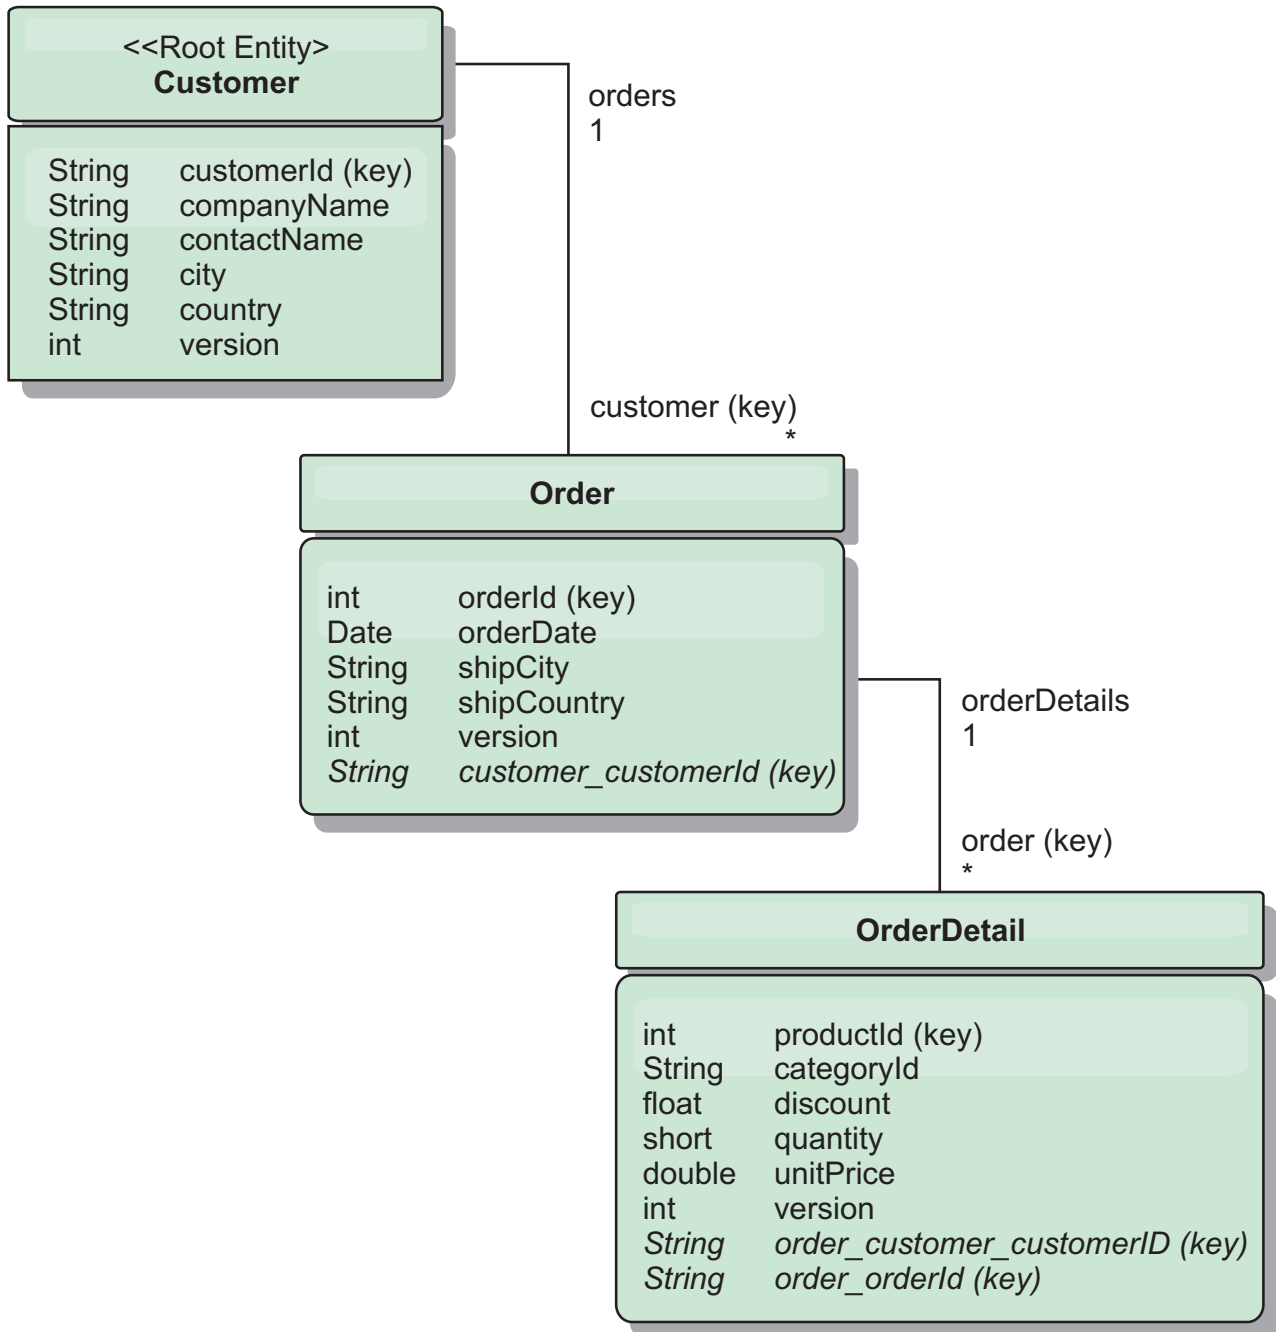 <<Root Entity>
Customer
String customerId (key)
String companyName
String contactName
String city
String country
int version
orders
1
customer (key)
*
Order
int orderId (key)
Date orderDate
String shipCity
String shipCountry
int version
String customer_customerId (key)
orderDetails
1
order (key)
*
OrderDetail
int productId (key)
String categoryId
float discount
short quantity
double unitPrice
int version
String order_customer_customerID (key)
String order_orderId (key)